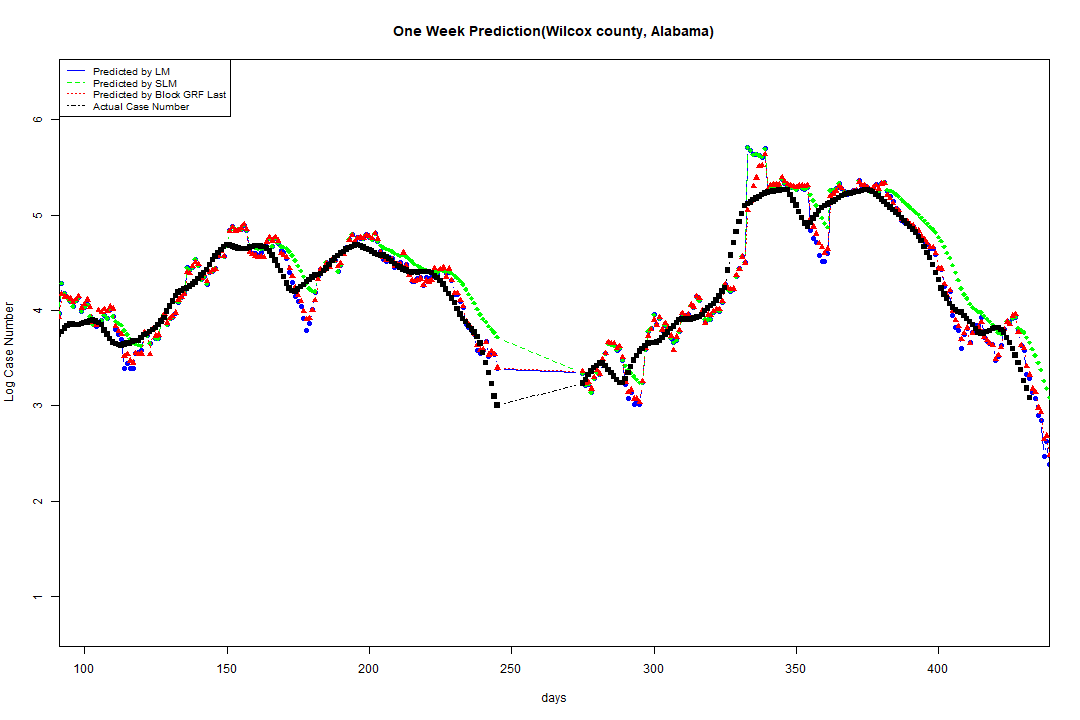 One Week Prediction(Wilcox county, Alabama)
Predicted by LM
Predicted by SLM
Predicted by Block GRF Last
Actual Case Number
6
5
4
3
2
1
Log Case Number
100 150 200 250 300 350 400
days